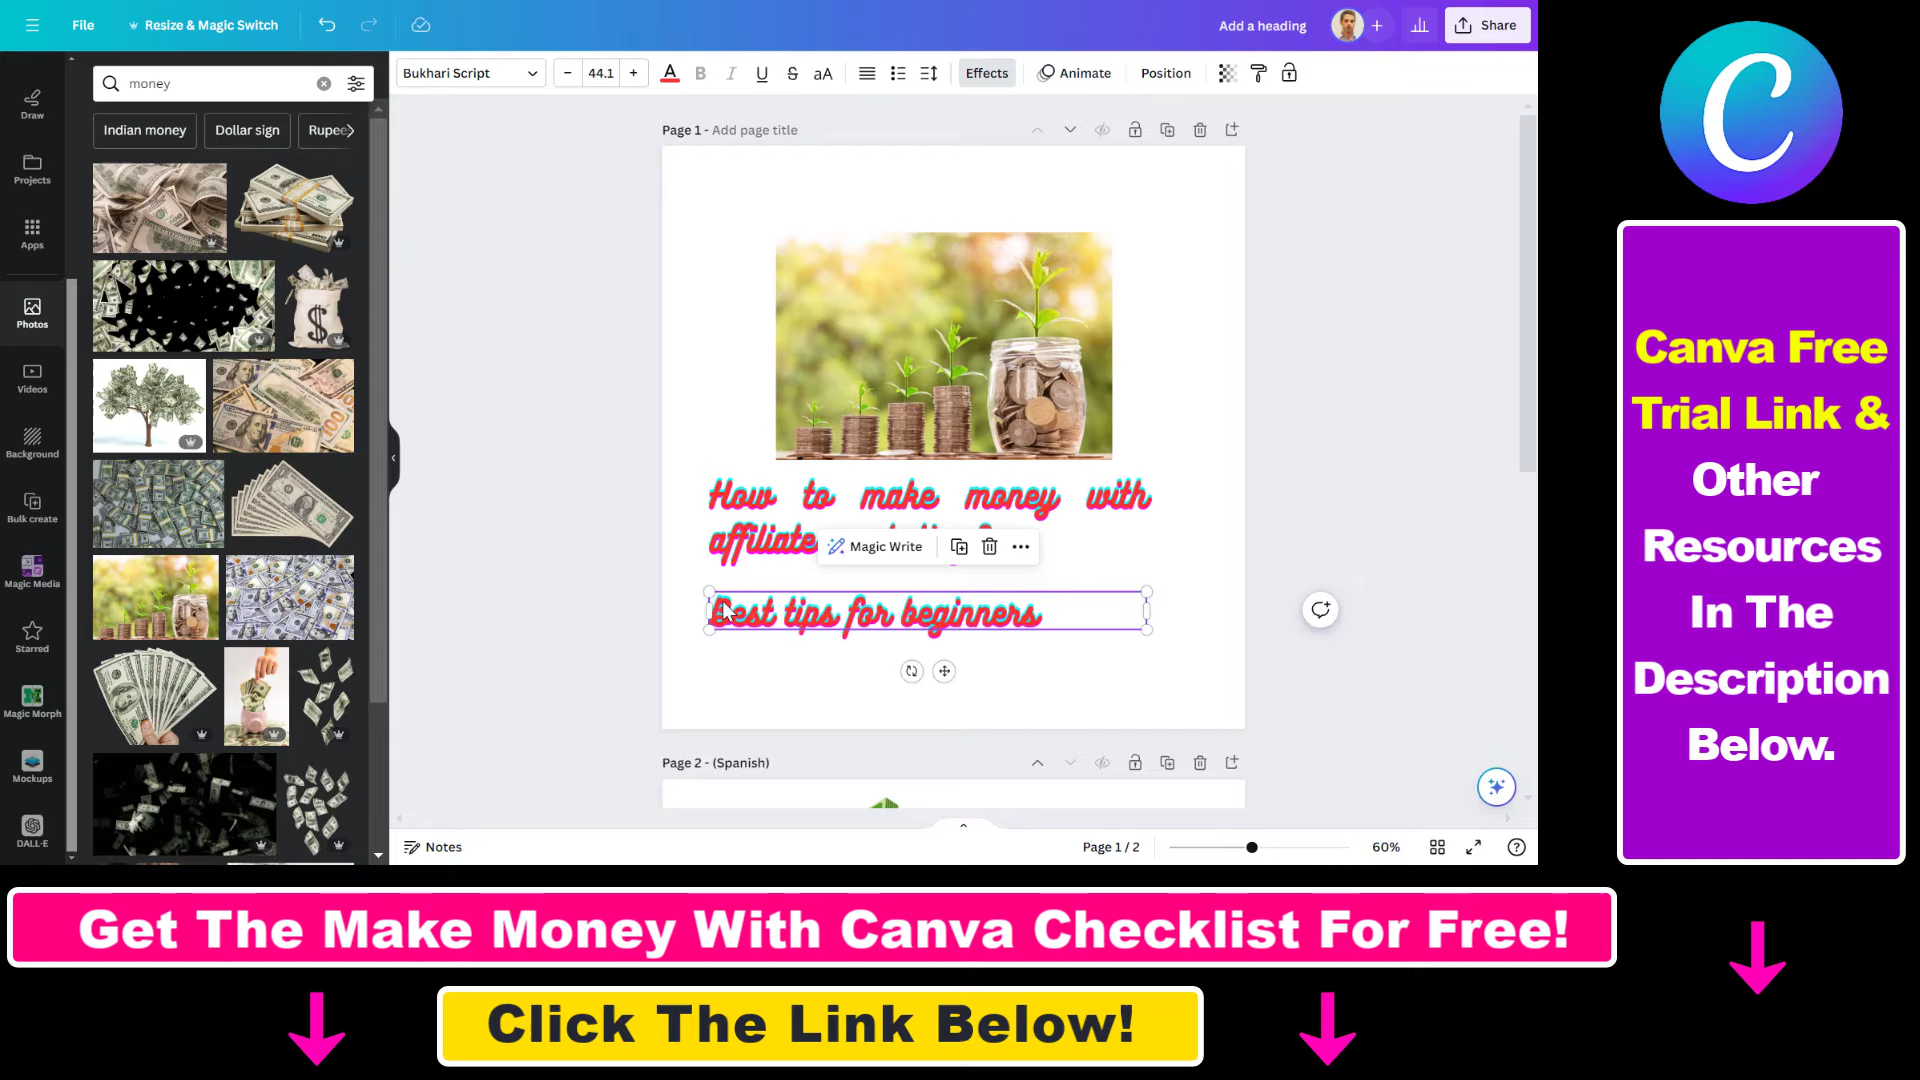 File
Resize & Magic Switch
Add a heading
Share
money
Bukhari Script
44.1
A
B
I
U
S
aA
Effects
Animate
Position
Indian money
Dollar sign
Rupee
Draw
Projects
Apps
Photos
Videos
Background
Bulk create
Magic Media
Starred
Magic Morph
Mockups
DALL·E
Page 1 - Add page title
How to make money with
affiliate
Magic Write
Best tips for beginners
Page 2 - (Spanish)
Notes
Page 1 / 2
60%
C
Canva Free
Trial Link &
Other
Resources
In The
Description
Below.
Get The Make Money With Canva Checklist For Free!
Click The Link Below!